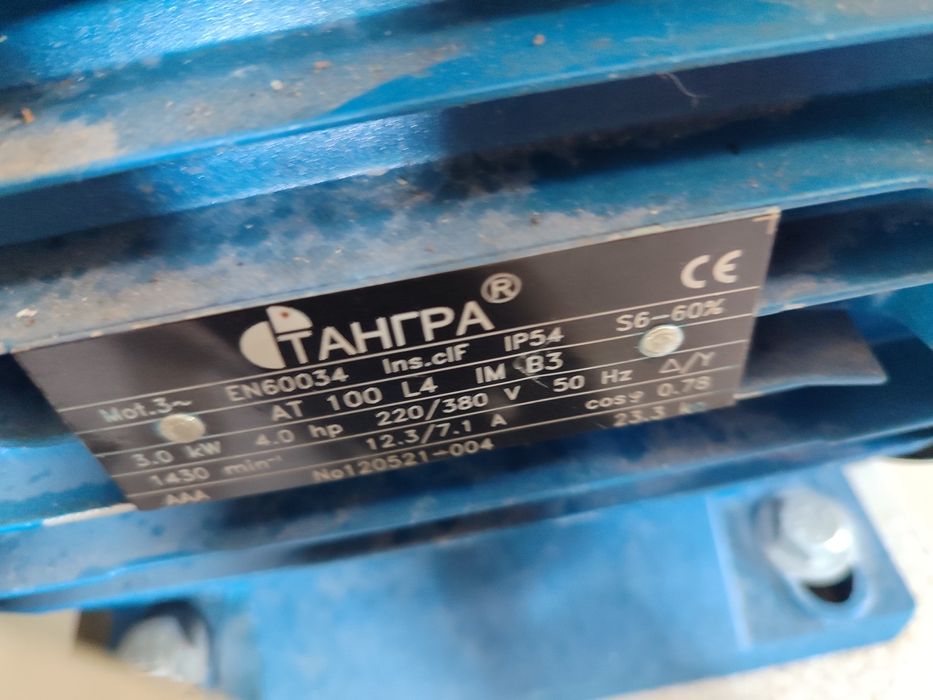 ТАНГРА® CE
Mot.3~ EN60034 Ins.clF IP54 S6-60%
AT 100 L4 IM B3
3.0 kW 4.0 hp 220/380 V 50 Hz Δ/Y
1430 min⁻¹ 12.3/7.1 A cosφ 0.78
AAA No120521-004 23.3 kg